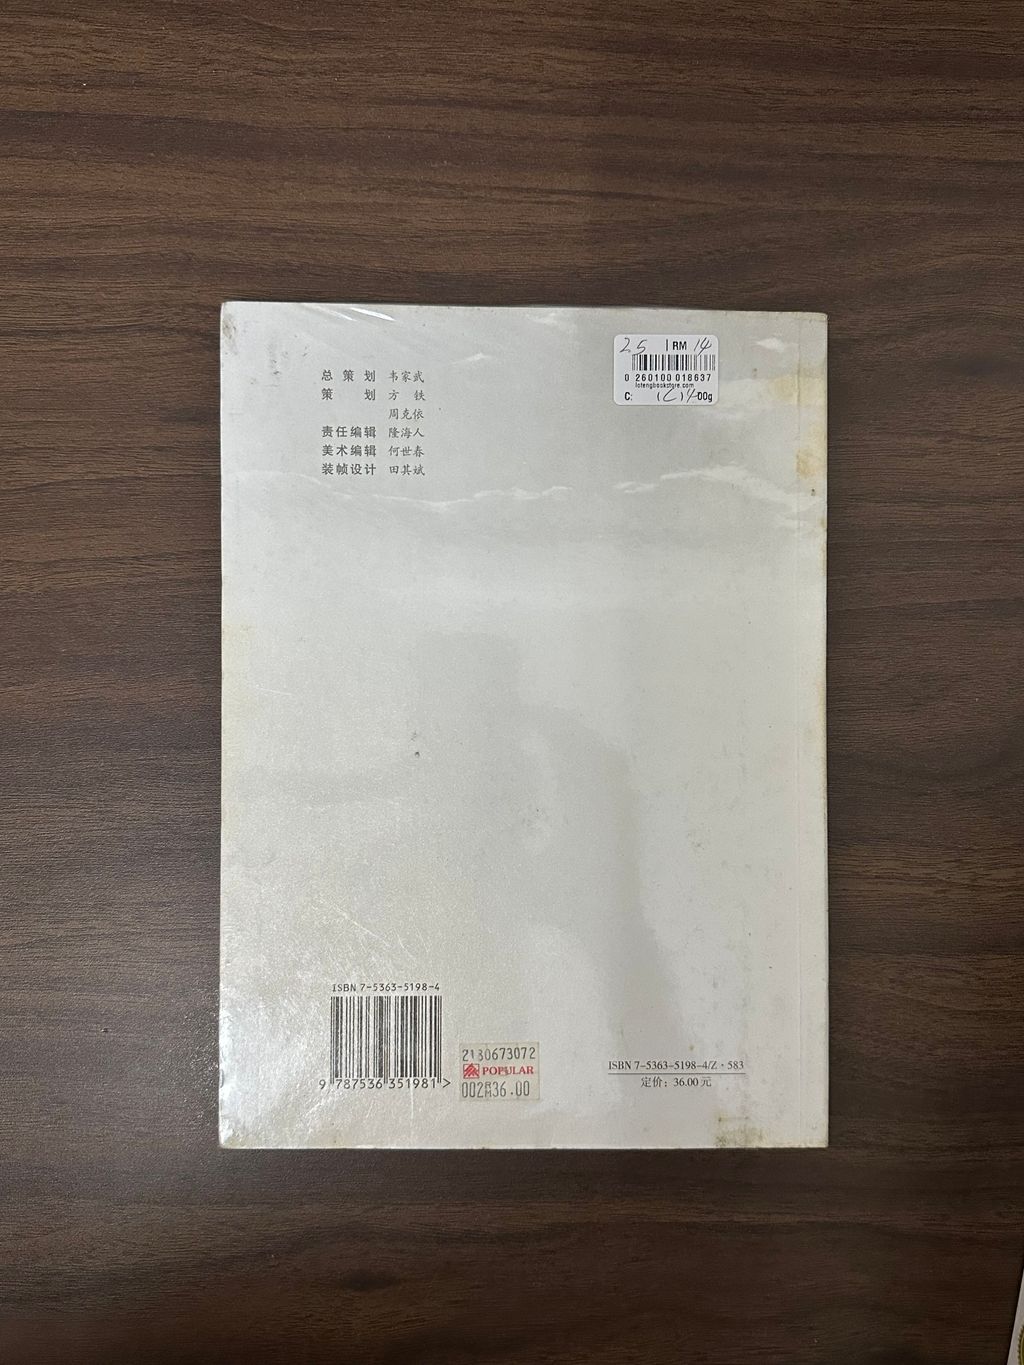 总策划 韦家武
策划 方铁
周克依
责任编辑 隆海人
美术编辑 何世春
装帧设计 田其斌
25 RM 14
0 260100 018637
lotengbookstore.com
C: 00g
ISBN 7-5363-5198-4
9 787536 351981 >
2130673072
POPULAR
36.00
ISBN 7-5363-5198-4/Z·583
定价：36.00元